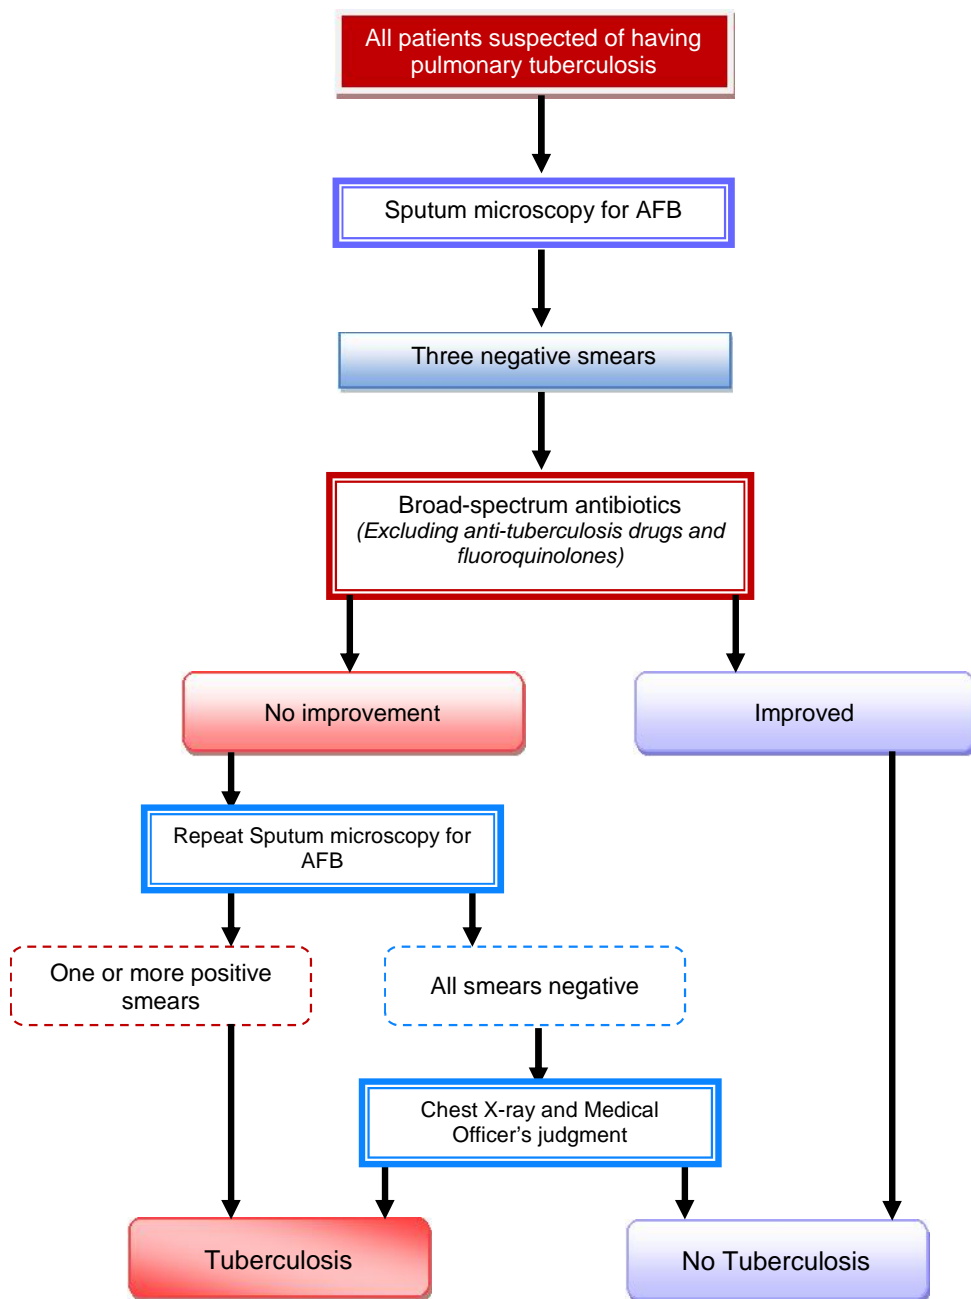 All patients suspected of having
pulmonary tuberculosis
Sputum microscopy for AFB
Three negative smears
Broad-spectrum antibiotics
(Excluding anti-tuberculosis drugs and
fluoroquinolones)
No improvement
Improved
Repeat Sputum microscopy for
AFB
One or more positive
smears
All smears negative
Chest X-ray and Medical
Officer’s judgment
Tuberculosis
No Tuberculosis